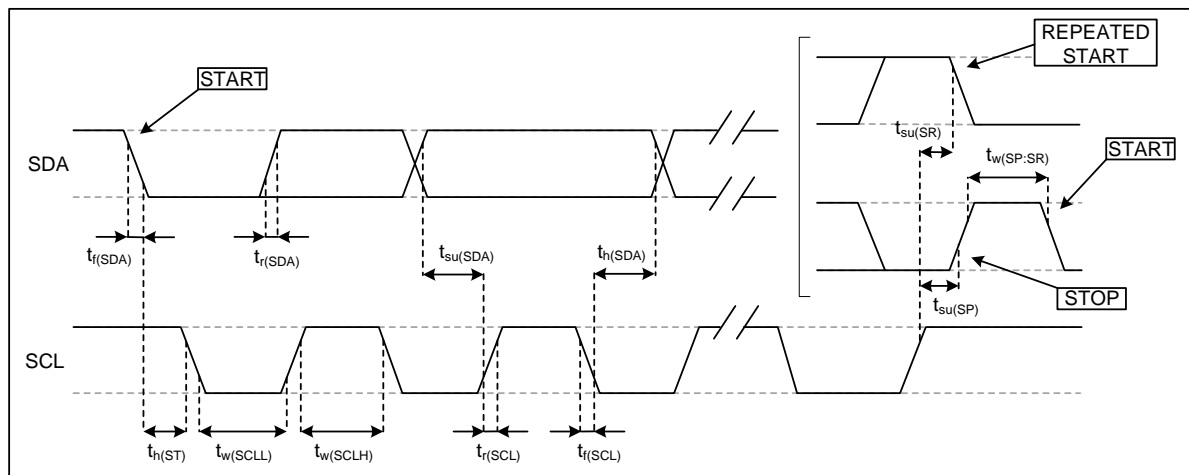 REPEATED
START
START
t_su(SR)
SDA
t_w(SP:SR)
START
t_f(SDA)
t_r(SDA)
t_su(SDA)
t_h(SDA)
t_su(SP)
STOP
SCL
t_h(ST)
t_w(SCLL)
t_w(SCLH)
t_r(SCL)
t_f(SCL)